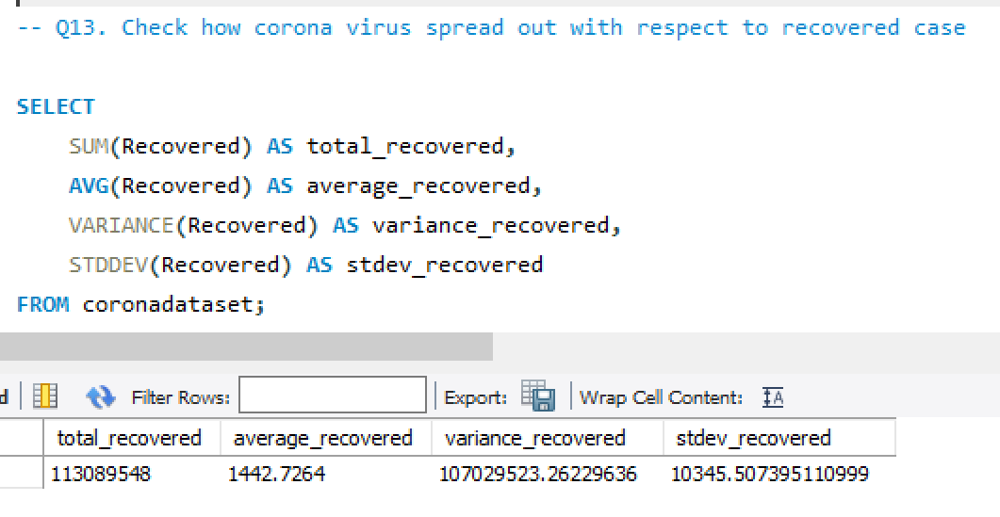 -- Q13. Check how corona virus spread out with respect to recovered case
SELECT
SUM(Recovered) AS total_recovered,
AVG(Recovered) AS average_recovered,
VARIANCE(Recovered) AS variance_recovered,
STDDEV(Recovered) AS stdev_recovered
FROM coronadataset;
d Filter Rows: Export: Wrap Cell Content: IA
total_recovered average_recovered variance_recovered stdev_recovered
113089548 1442.7264 107029523.26229636 10345.507395110999